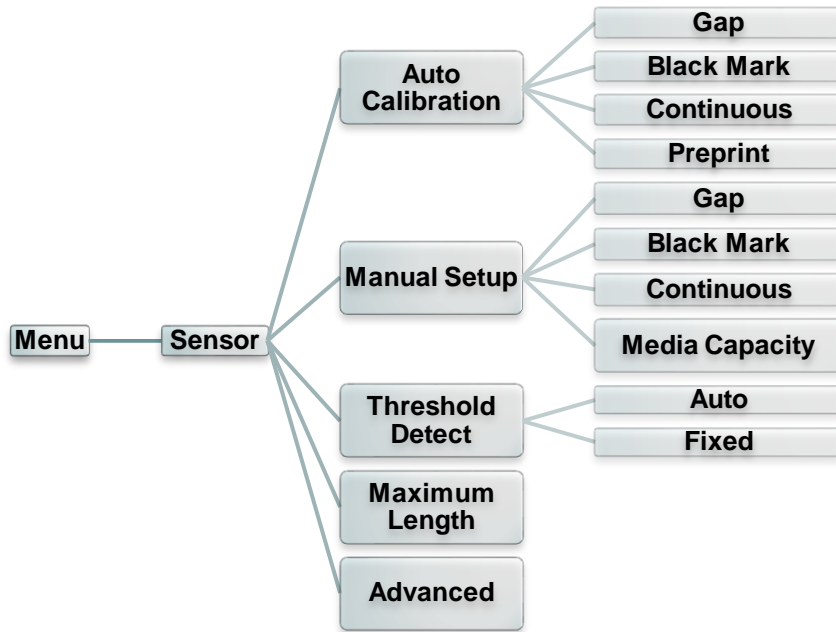 Menu
Sensor
Auto
Calibration
Gap
Black Mark
Continuous
Preprint
Manual Setup
Gap
Black Mark
Continuous
Media Capacity
Threshold
Detect
Auto
Fixed
Maximum
Length
Advanced